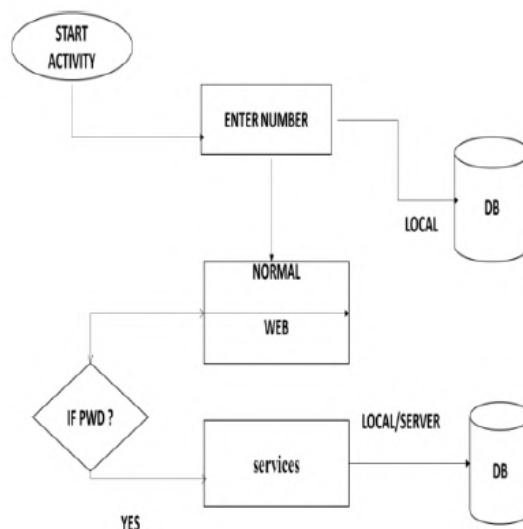 START
ACTIVITY
ENTER NUMBER
LOCAL
DB
NORMAL
WEB
IF PWD ?
LOCAL/SERVER
services
DB
YES